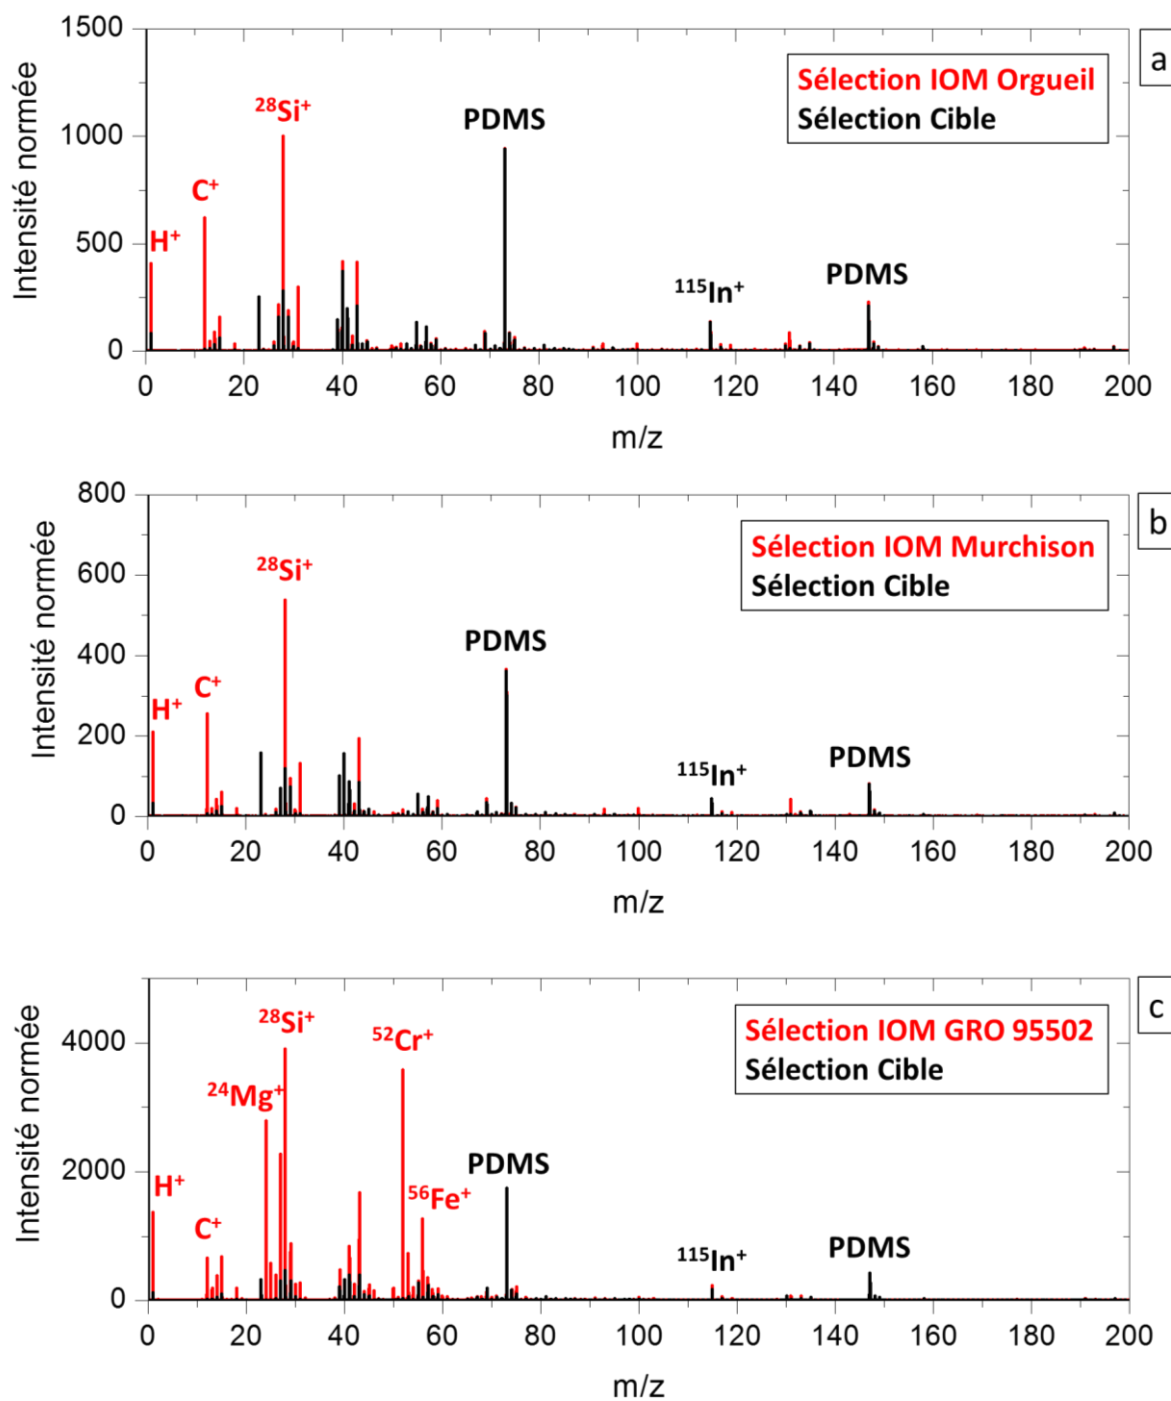 a
Sélection IOM Orgueil
Sélection Cible
Intensité normée
1500
1000
500
0
H⁺
C⁺
²⁸Si⁺
PDMS
¹¹⁵In⁺
PDMS
0 20 40 60 80 100 120 140 160 180 200
m/z
b
Sélection IOM Murchison
Sélection Cible
Intensité normée
800
600
400
200
0
H⁺
C⁺
²⁸Si⁺
PDMS
¹¹⁵In⁺
PDMS
0 20 40 60 80 100 120 140 160 180 200
m/z
c
Sélection IOM GRO 95502
Sélection Cible
Intensité normée
4000
2000
0
H⁺
C⁺
²⁴Mg⁺
²⁸Si⁺
⁵²Cr⁺
⁵⁶Fe⁺
PDMS
¹¹⁵In⁺
PDMS
0 20 40 60 80 100 120 140 160 180 200
m/z